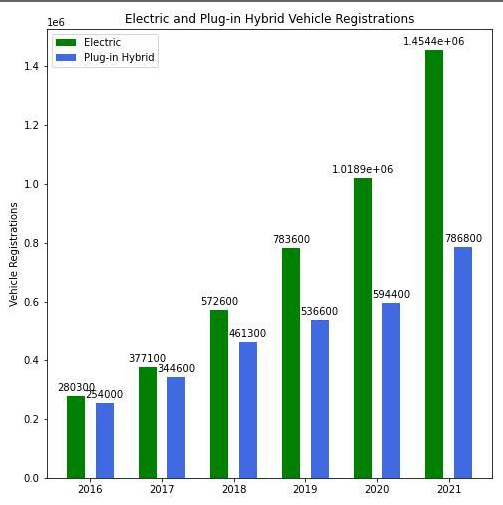 Electric and Plug-in Hybrid Vehicle Registrations
1e6
Electric
Plug-in Hybrid
Vehicle Registrations
1.4
1.2
1.0
0.8
0.6
0.4
0.2
0.0
280300
254000
377100
344600
572600
461300
783600
536600
1.0189e+06
594400
1.4544e+06
786800
2016 2017 2018 2019 2020 2021